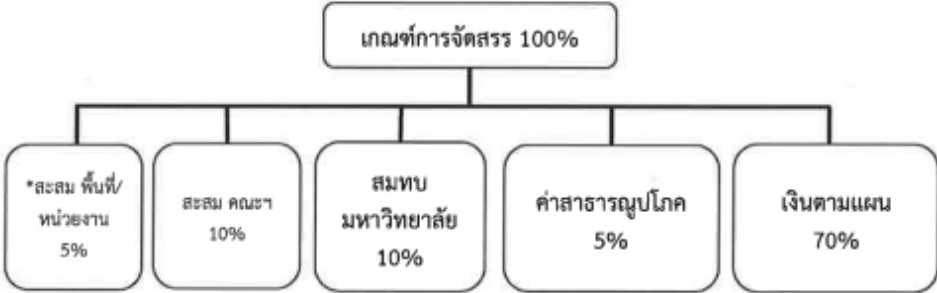 เกณฑ์การจัดสรร 100%
*สะสม พื้นที่/
หน่วยงาน
5%
สะสม คณะฯ
10%
สมทบ
มหาวิทยาลัย
10%
ค่าสาธารณูปโภค
5%
เงินตามแผน
70%